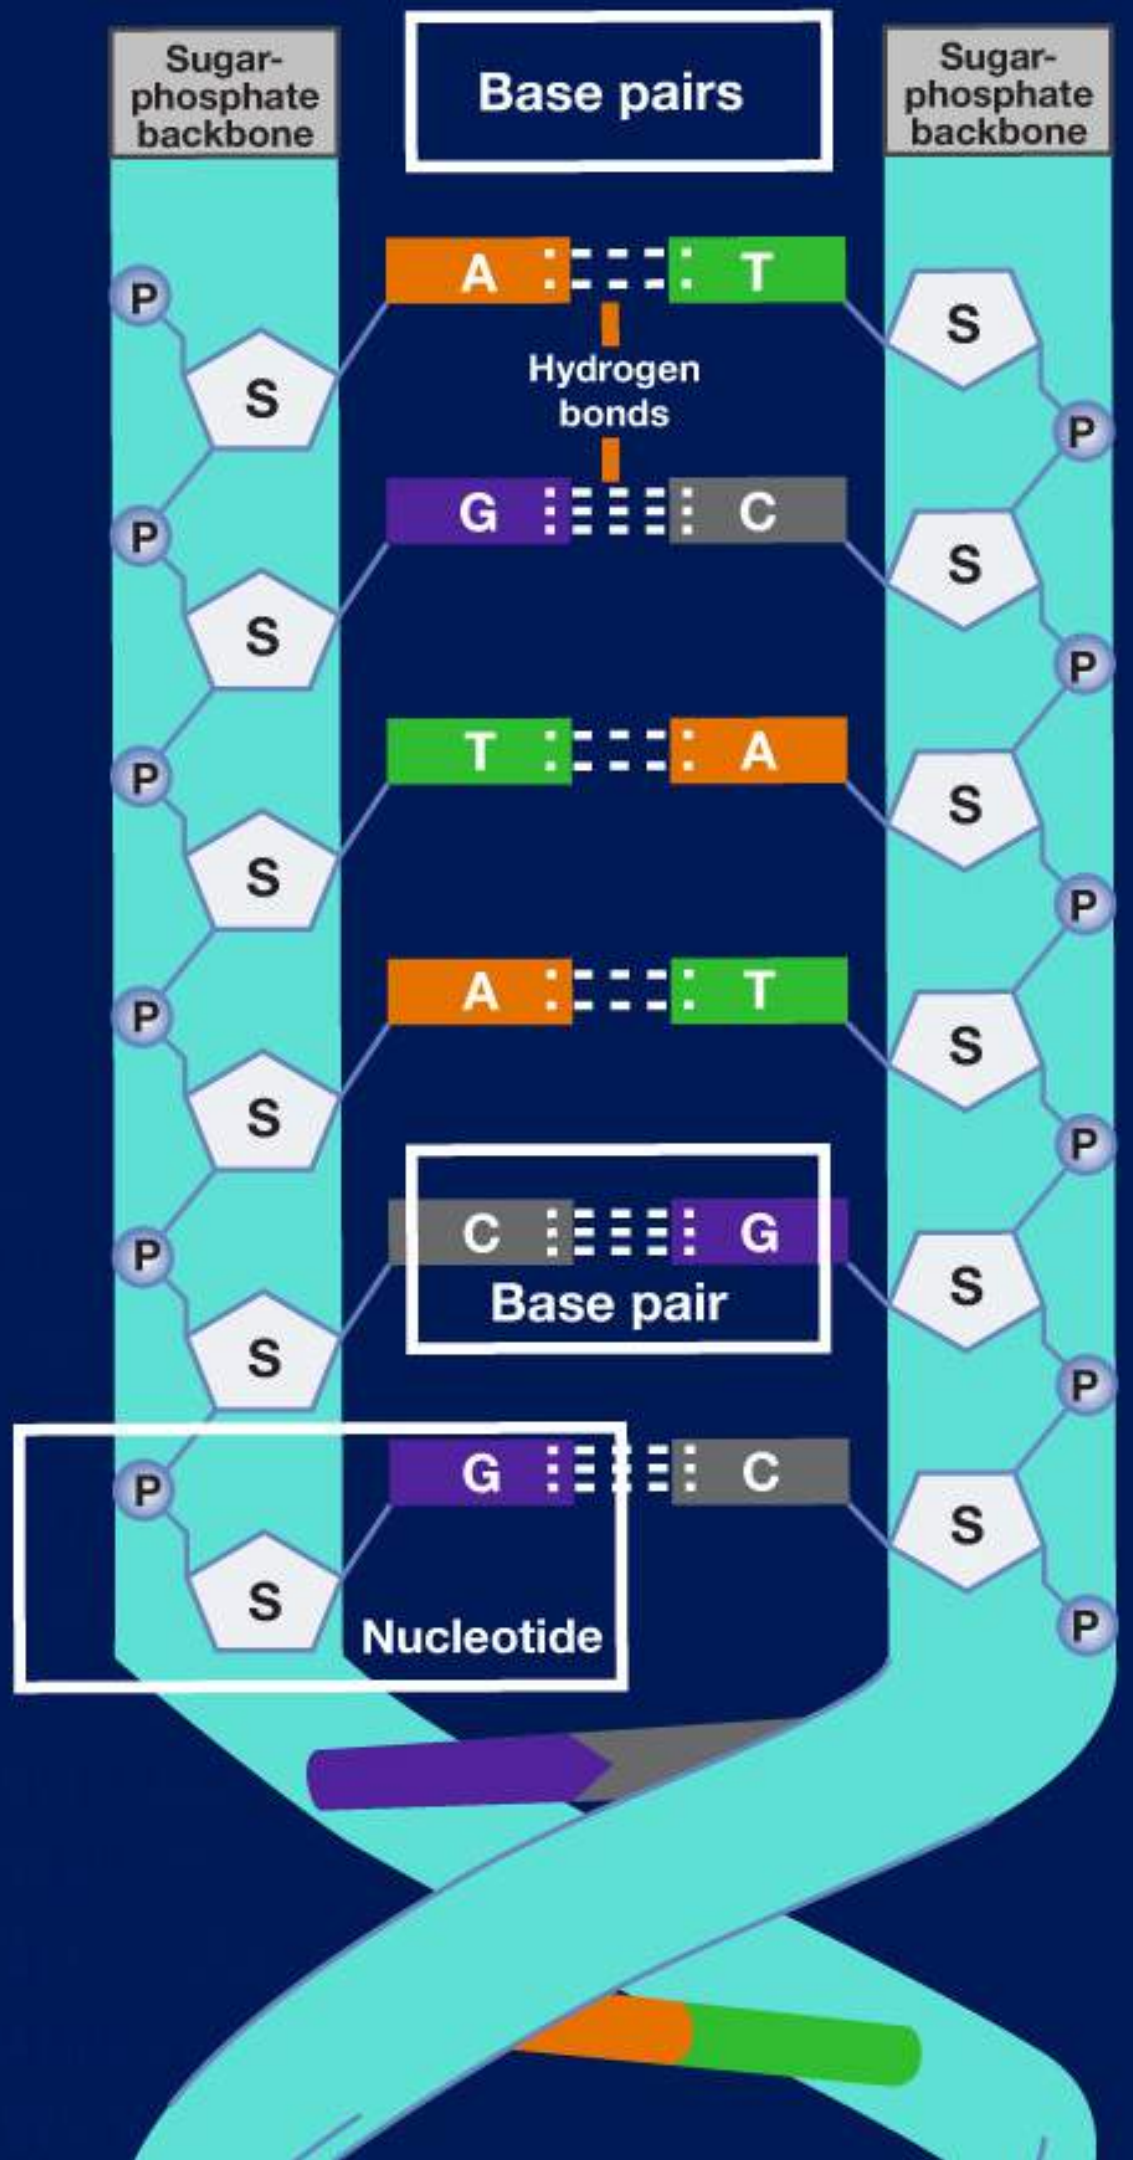 Sugar-
phosphate
backbone
Base pairs
Sugar-
phosphate
backbone
A T
P S
S P
Hydrogen
bonds
G C
P S
S P
T A
P S
S P
A T
P S
S P
C G
Base pair
P S
S P
G C
P S
S P
Nucleotide